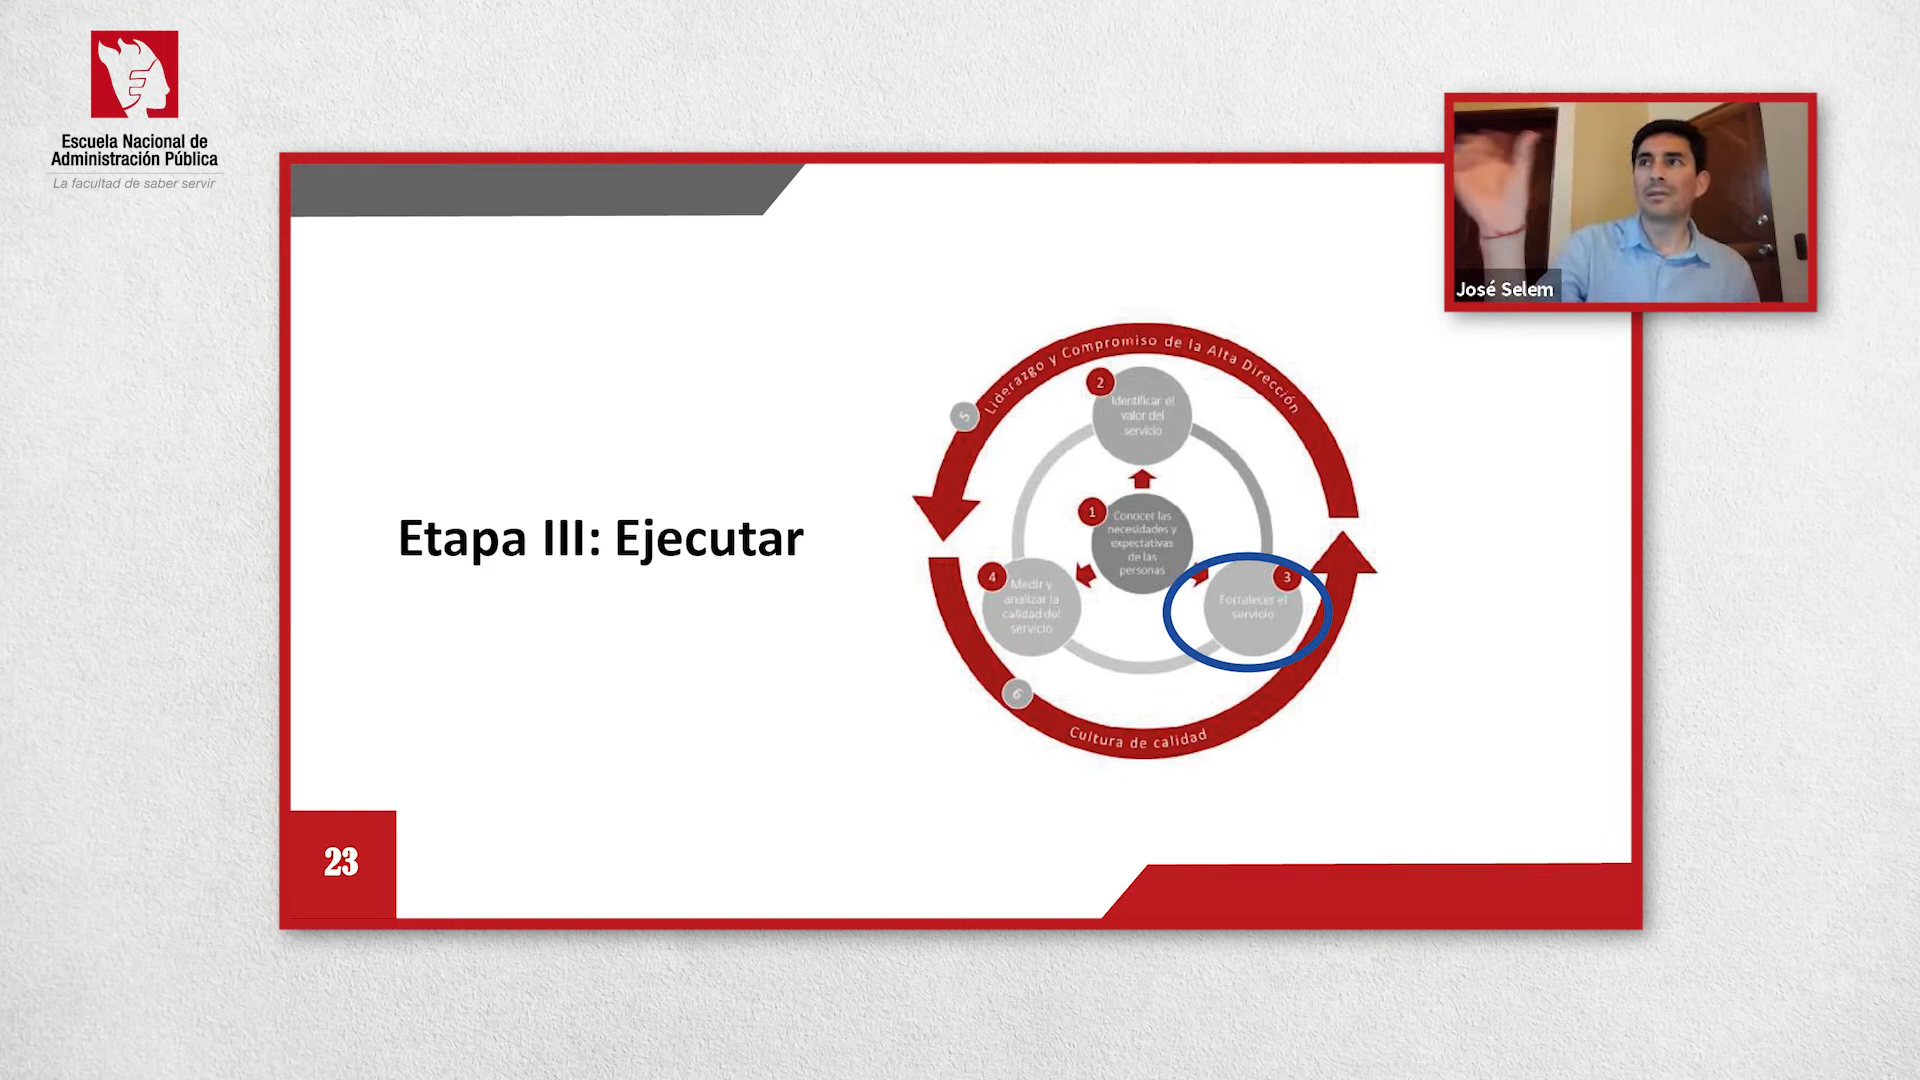 Escuela Nacional de
Administración Pública
La facultad de saber servir
José Selem
Etapa III: Ejecutar
Liderazgo y Compromiso de la Alta Dirección
5
2
Identificar el
valor del
servicio
1
Conocer las
necesidades y
expectativas
de las
personas
4
Medir y
analizar la
calidad del
servicio
3
Fortalecer el
servicio
6
Cultura de calidad
23